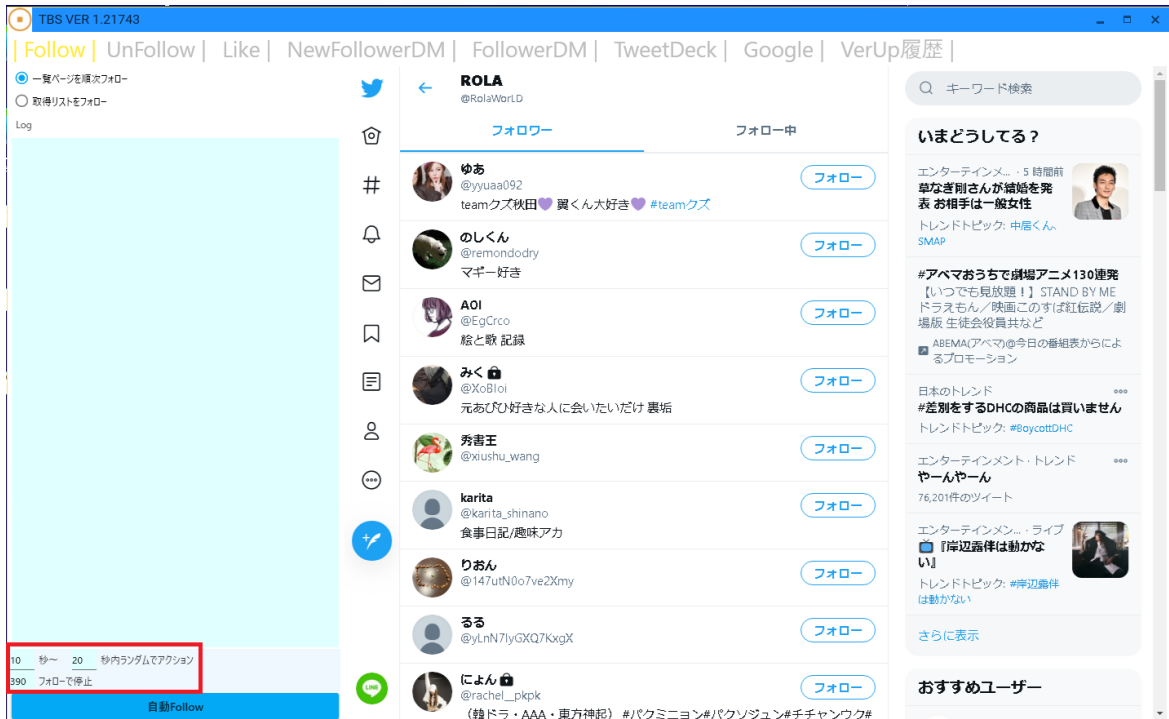 TBS VER 1.21743
| Follow | UnFollow | Like | NewFollowerDM | FollowerDM | TweetDeck | Google | VerUp履歴 |
一覧ページを順次フォロー
取得リストをフォロー
Log
10 秒～ 20 秒内ランダムでアクション
390 フォローで停止
自動Follow
LINE
ROLA
@RolaWorLD
フォロワー
フォロー中
ゆあ
@yyuaa092
フォロー
teamクズ秋田💜 翼くん大好き💜 #teamクズ
のしくん
@remondodry
フォロー
マギー好き
AOI
@EgCrco
フォロー
絵と歌 記録
みく
@XoBIoi
フォロー
元あぴひ好きな人に会いたいだけ 裏垢
秀書王
@xiushu_wang
フォロー
karita
@karita_shinano
フォロー
食事日記/趣味アカ
りおん
@147utN0o7ve2Xmy
フォロー
るる
@yLnN7IyGXQ7KxgX
フォロー
にょん
@rachel__pkpk
フォロー
（韓ドラ・AAA・東方神起） #パクミニョン#パクソジュン#チチャンウク#
キーワード検索
いまどうしてる？
エンターテインメ... · 5 時間前
草なぎ剛さんが結婚を発
表 お相手は一般女性
トレンドトピック: 中居くん、
SMAP
#アベマおうちで劇場アニメ130連発
【いつでも見放題！】STAND BY ME
ドラえもん／映画このすば紅伝説／劇
場版 生徒会役員共など
ABEMA(アベマ)@今日の番組表からによ
るプロモーション
日本のトレンド
#差別をするDHCの商品は買いません
トレンドトピック: #BoycottDHC
エンターテインメント · トレンド
やーんやーん
76,201件のツイート
エンターテインメン... · ライブ
📺『岸辺露伴は動かな
い』
トレンドトピック: #岸辺露伴
は動かない
さらに表示
おすすめユーザー